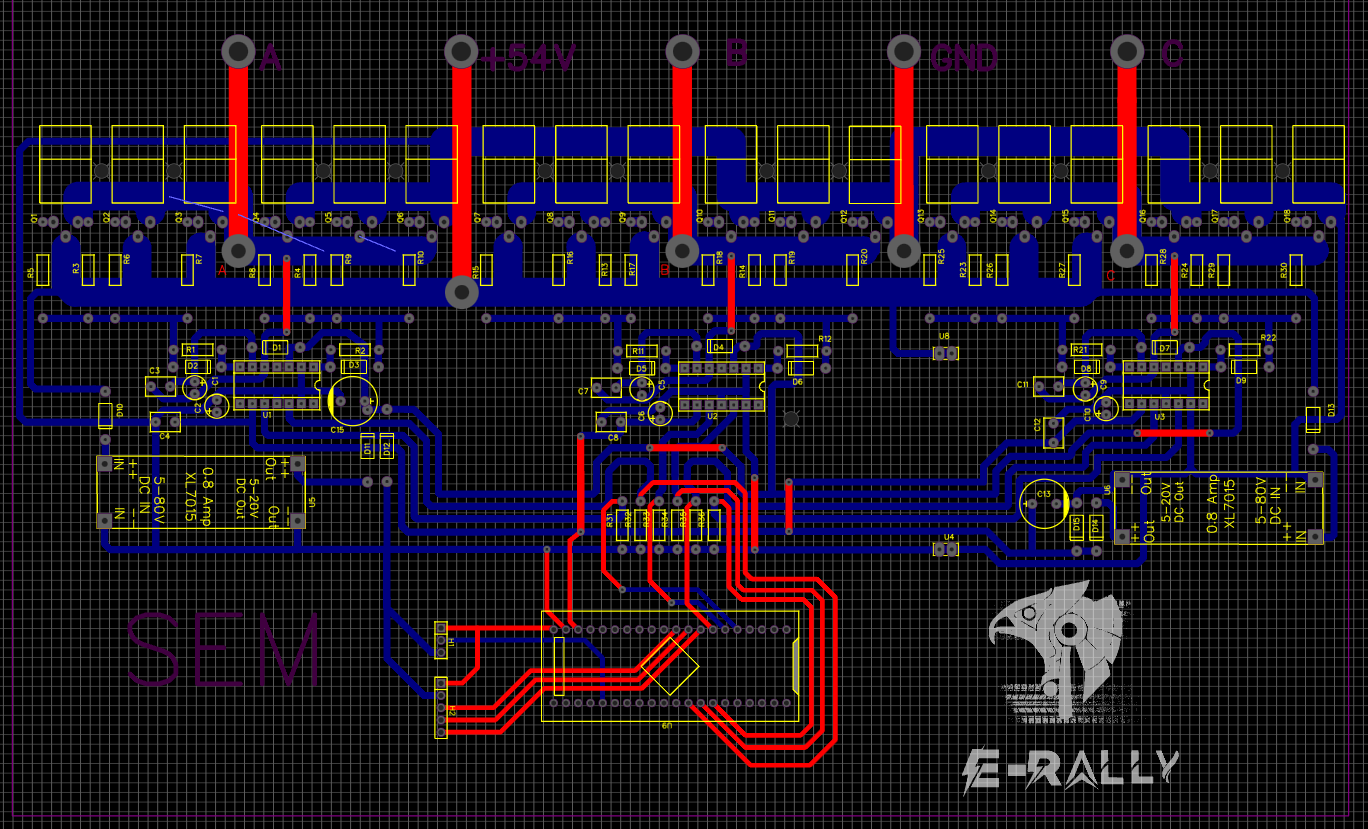 A
+54V
B
GND
C
Q1
Q2
Q3
Q4
Q5
Q6
Q7
Q8
Q9
Q10
Q11
Q12
Q13
Q14
Q15
Q16
Q17
Q18
R5
R3
R6
R7
A
R8
R4
R9
R10
R15
R16
R13
R17
B
R18
R14
R19
R20
R25
R23
R26
R27
C
R28
R24
R29
R30
R1
D1
R2
R11
D4
R12
U8
R21
D7
R22
D2
D3
D5
D6
D8
D9
C3
C1
C2
U1
C15
C7
C5
C6
U2
C11
C9
C10
U3
D10
C4
C8
C12
D13
D11
D12
IN
++
5-80V
DC IN
--
IN
XL7015
0.8 Amp
5-20v
DC Out
Out
++
--
Out
U5
C13
U6
D15
D14
Out
--
++
Out
5-20V
DC Out
0.8 Amp
XL7015
5-80V
DC IN
--
IN
++
IN
R31
R34
U4
SEM
H1
H2
U9
E-RALLY